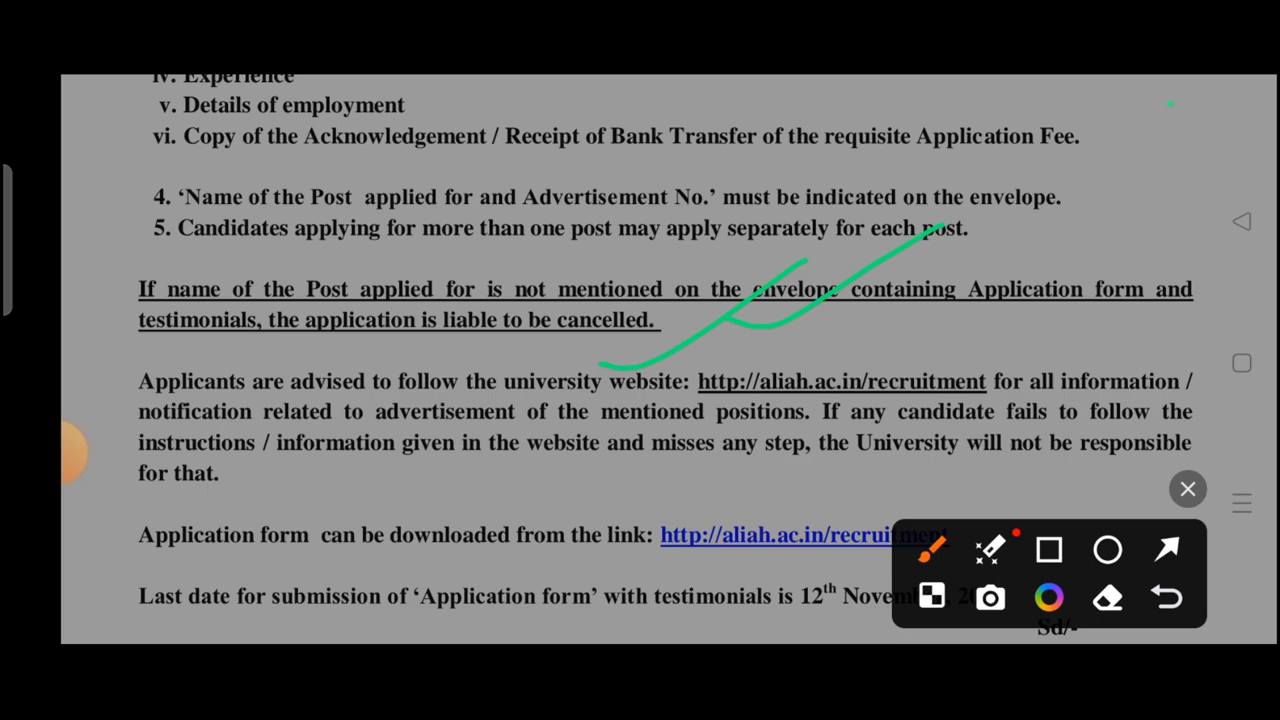 iv. Experience
v. Details of employment
vi. Copy of the Acknowledgement / Receipt of Bank Transfer of the requisite Application Fee.
4. ‘Name of the Post applied for and Advertisement No.’ must be indicated on the envelope.
5. Candidates applying for more than one post may apply separately for each post.
If name of the Post applied for is not mentioned on the envelope containing Application form and
testimonials, the application is liable to be cancelled.
Applicants are advised to follow the university website: http://aliah.ac.in/recruitment for all information /
notification related to advertisement of the mentioned positions. If any candidate fails to follow the
instructions / information given in the website and misses any step, the University will not be responsible
for that.
Application form can be downloaded from the link: http://aliah.ac.in/recruitment
Last date for submission of ‘Application form’ with testimonials is 12th
Sd/-